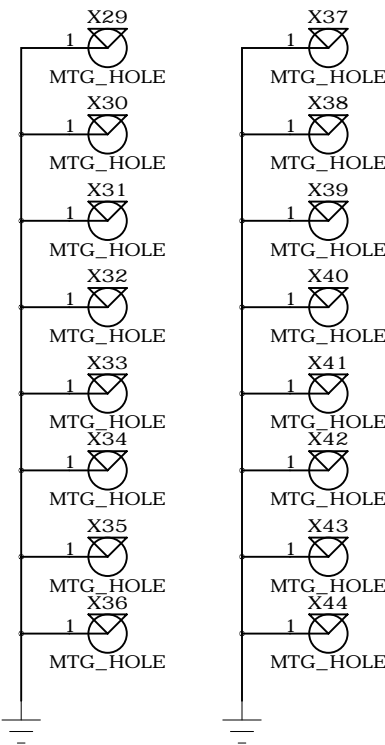 X29
1
MTG_HOLE
X30
1
MTG_HOLE
X31
1
MTG_HOLE
X32
1
MTG_HOLE
X33
1
MTG_HOLE
X34
1
MTG_HOLE
X35
1
MTG_HOLE
X36
1
MTG_HOLE
X37
1
MTG_HOLE
X38
1
MTG_HOLE
X39
1
MTG_HOLE
X40
1
MTG_HOLE
X41
1
MTG_HOLE
X42
1
MTG_HOLE
X43
1
MTG_HOLE
X44
1
MTG_HOLE